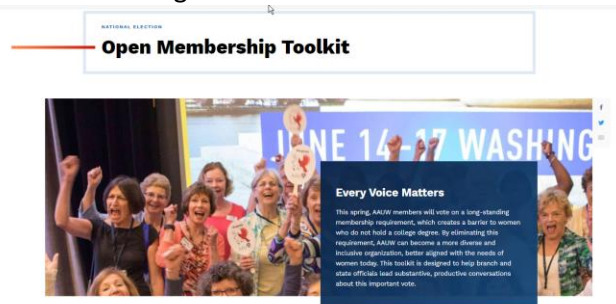 NATIONAL ELECTION
Open Membership Toolkit
JUNE 14-17 WASHING
Every Voice Matters
This spring, AAUW members will vote on a long-standing
membership requirement, which creates a barrier to women
who do not hold a college degree. By eliminating this
requirement, AAUW can become a more diverse and
inclusive organization, better aligned with the needs of
women today. This toolkit is designed to help branch and
state officials lead substantive, productive conversations
about this important vote.